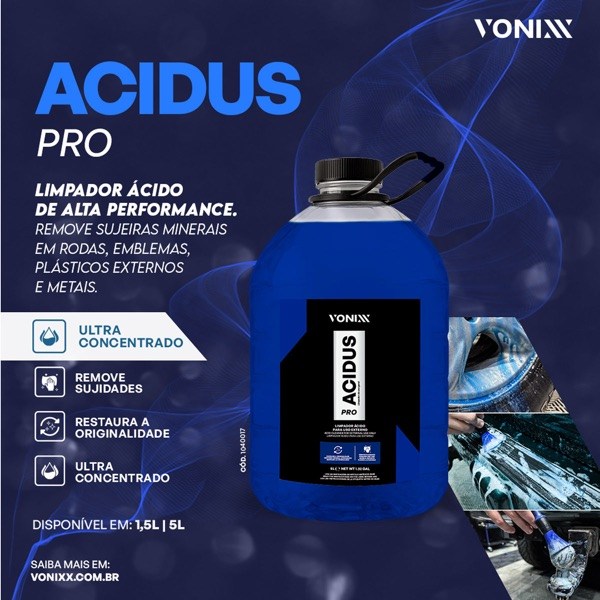 VONIXX
ACIDUS
PRO
LIMPADOR ÁCIDO
DE ALTA PERFORMANCE.
REMOVE SUJEIRAS MINERAIS
EM RODAS, EMBLEMAS,
PLÁSTICOS EXTERNOS
E METAIS.
ULTRA
CONCENTRADO
REMOVE
SUJIDADES
RESTAURA A
ORIGINALIDADE
ULTRA
CONCENTRADO
DISPONÍVEL EM: 1,5L | 5L
SAIBA MAIS EM:
VONIXX.COM.BR
CÓD. 1040017
VONIXX
ACIDUS
PRO
LIMPADOR ÁCIDO
PARA USO EXTERNO